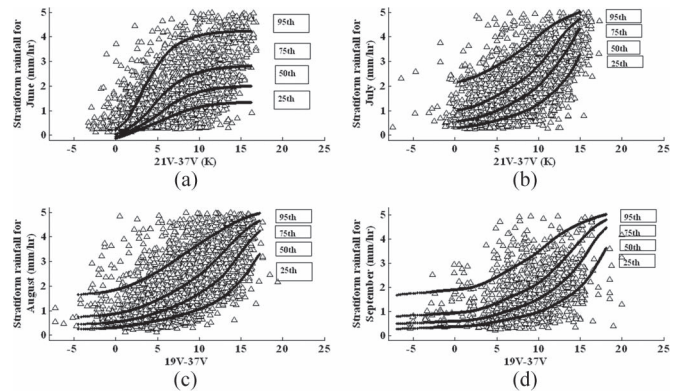 Stratiform rainfall for
June (mm/hr)
5
4
3
2
1
0
-5
0
5
10
15
20
25
21V-37V (K)
95th
75th
50th
25th
(a)
Stratiform rainfall for
July (mm/hr)
5
4
3
2
1
0
-5
0
5
10
15
20
25
21V-37V (K)
95th
75th
50th
25th
(b)
Stratiform rainfall for
August (mm/hr)
5
4
3
2
1
0
-5
0
5
10
15
20
25
19V-37V
95th
75th
50th
25th
(c)
Stratiform rainfall for
September (mm/hr)
5
4
3
2
1
0
-5
0
5
10
15
20
25
19V-37V
95th
75th
50th
25th
(d)